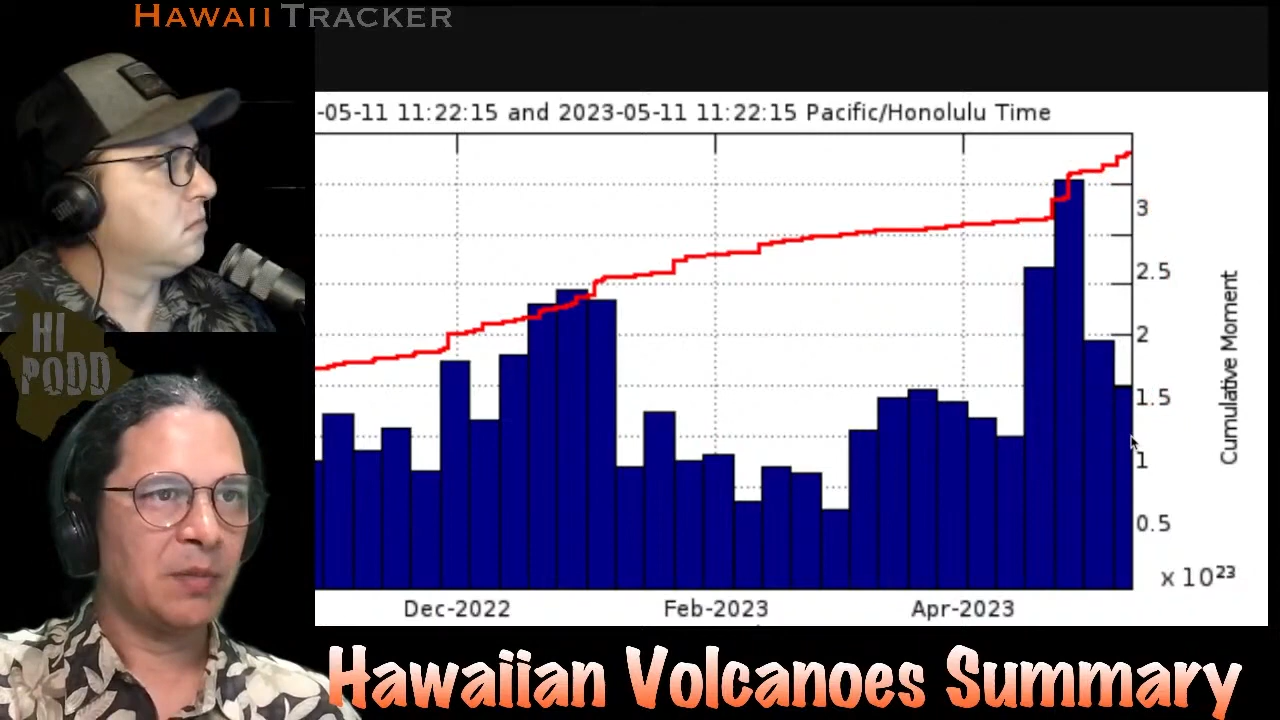 HAWAII TRACKER
-05-11 11:22:15 and 2023-05-11 11:22:15 Pacific/Honolulu Time
3
2.5
2
1.5
1
0.5
x 10²³
Cumulative Moment
Dec-2022 Feb-2023 Apr-2023
HI
PODD
Hawaiian Volcanoes Summary